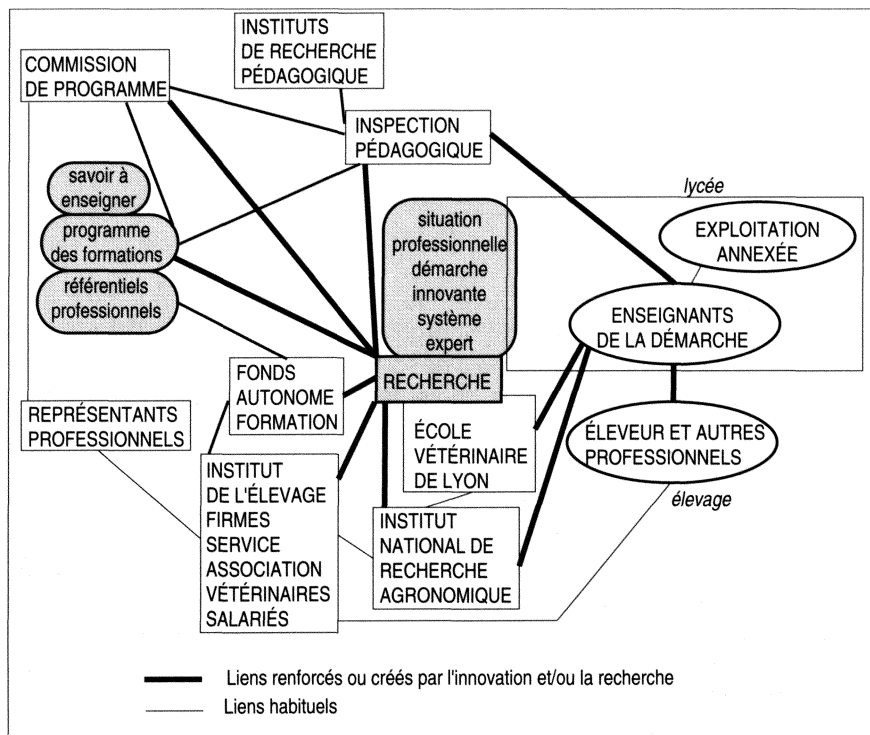 INSTITUTS
DE RECHERCHE
PÉDAGOGIQUE
COMMISSION
DE PROGRAMME
INSPECTION
PÉDAGOGIQUE
savoir à
enseigner
programme
des formations
référentiels
professionnels
situation
professionnelle
démarche
innovante
système
expert
RECHERCHE
lycée
EXPLOITATION
ANNEXÉE
ENSEIGNANTS
DE LA DÉMARCHE
FONDS
AUTONOME
FORMATION
REPRÉSENTANTS
PROFESSIONNELS
ÉCOLE
VÉTÉRINAIRE
DE LYON
ÉLEVEUR ET AUTRES
PROFESSIONNELS
élevage
INSTITUT
DE L'ÉLEVAGE
FIRMES
SERVICE
ASSOCIATION
VÉTÉRINAIRES
SALARIÉS
INSTITUT
NATIONAL DE
RECHERCHE
AGRONOMIQUE
Liens renforcés ou créés par l'innovation et/ou la recherche
Liens habituels